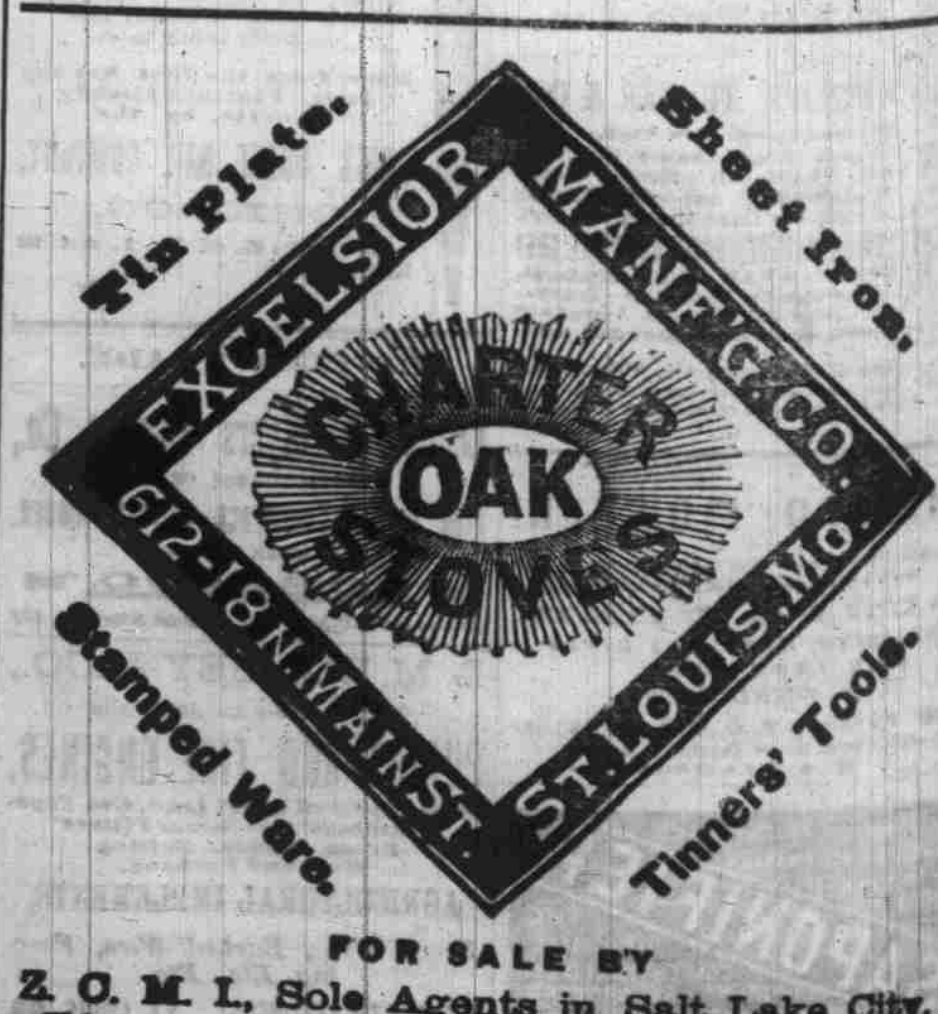 Tin Plate.
Sheet Iron.
EXCELSIOR
MANF'G. CO.
CHARTER
OAK
STOVES
612-18 N. MAIN ST.
ST. LOUIS. MO.
Stamped Ware.
Tinners' Tools.
FOR SALE BY
Z. C. M. I., Sole Agents in Salt Lake City.